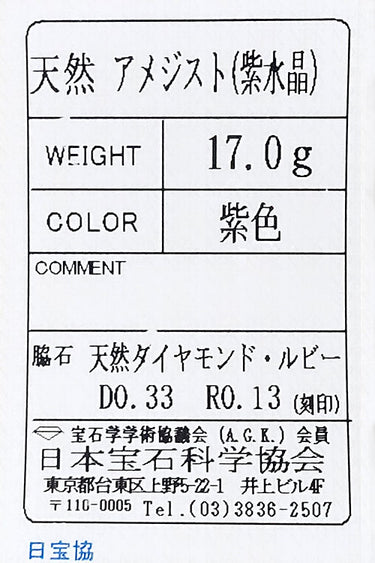 天然 アメジスト(紫水晶)
WEIGHT 17.0g
COLOR 紫色
COMMENT
脇石 天然ダイヤモンド・ルビー
D0.33 R0.13 (刻印)
宝石学学術協議会 (A.G.K.) 会員
日本宝石科学協会
東京都台東区上野5-22-1 井上ビル4F
〒110-0005 Tel.(03)3836-2507
日宝協